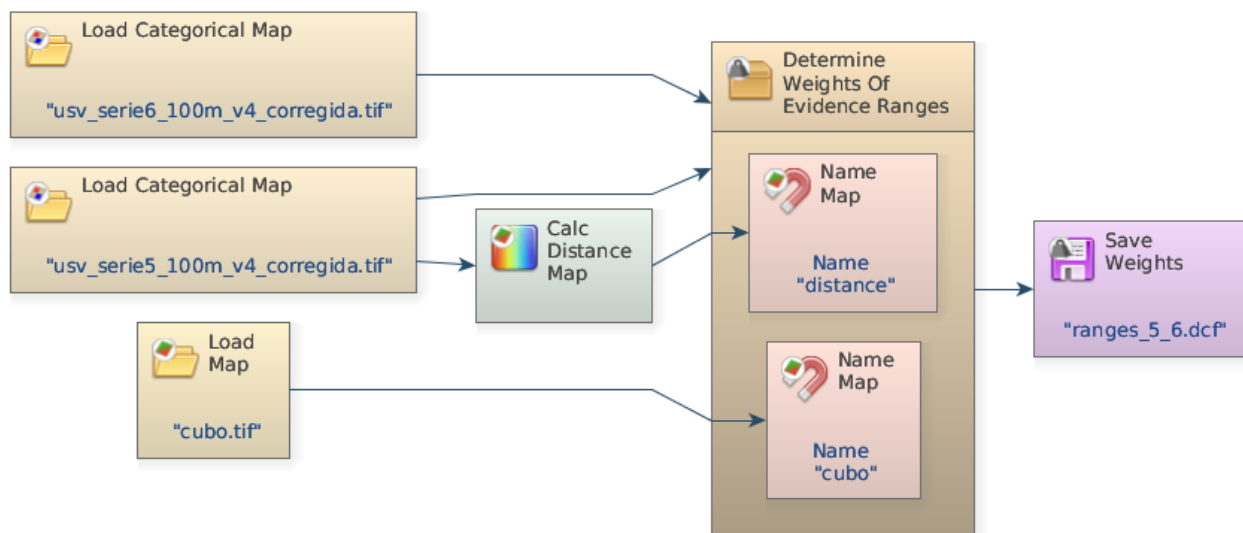 Load Categorical Map
"usv_serie6_100m_v4_corregida.tif"
Load Categorical Map
"usv_serie5_100m_v4_corregida.tif"
Load
Map
"cubo.tif"
Calc
Distance
Map
Determine
Weights Of
Evidence Ranges
Name
Map
Name
"distance"
Name
Map
Name
"cubo"
Save
Weights
"ranges_5_6.dcf"